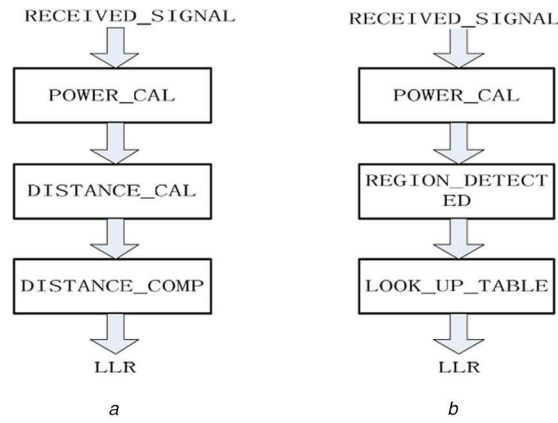 RECEIVED_SIGNAL
POWER_CAL
DISTANCE_CAL
DISTANCE_COMP
LLR
a
RECEIVED_SIGNAL
POWER_CAL
REGION_DETECT
ED
LOOK_UP_TABLE
LLR
b